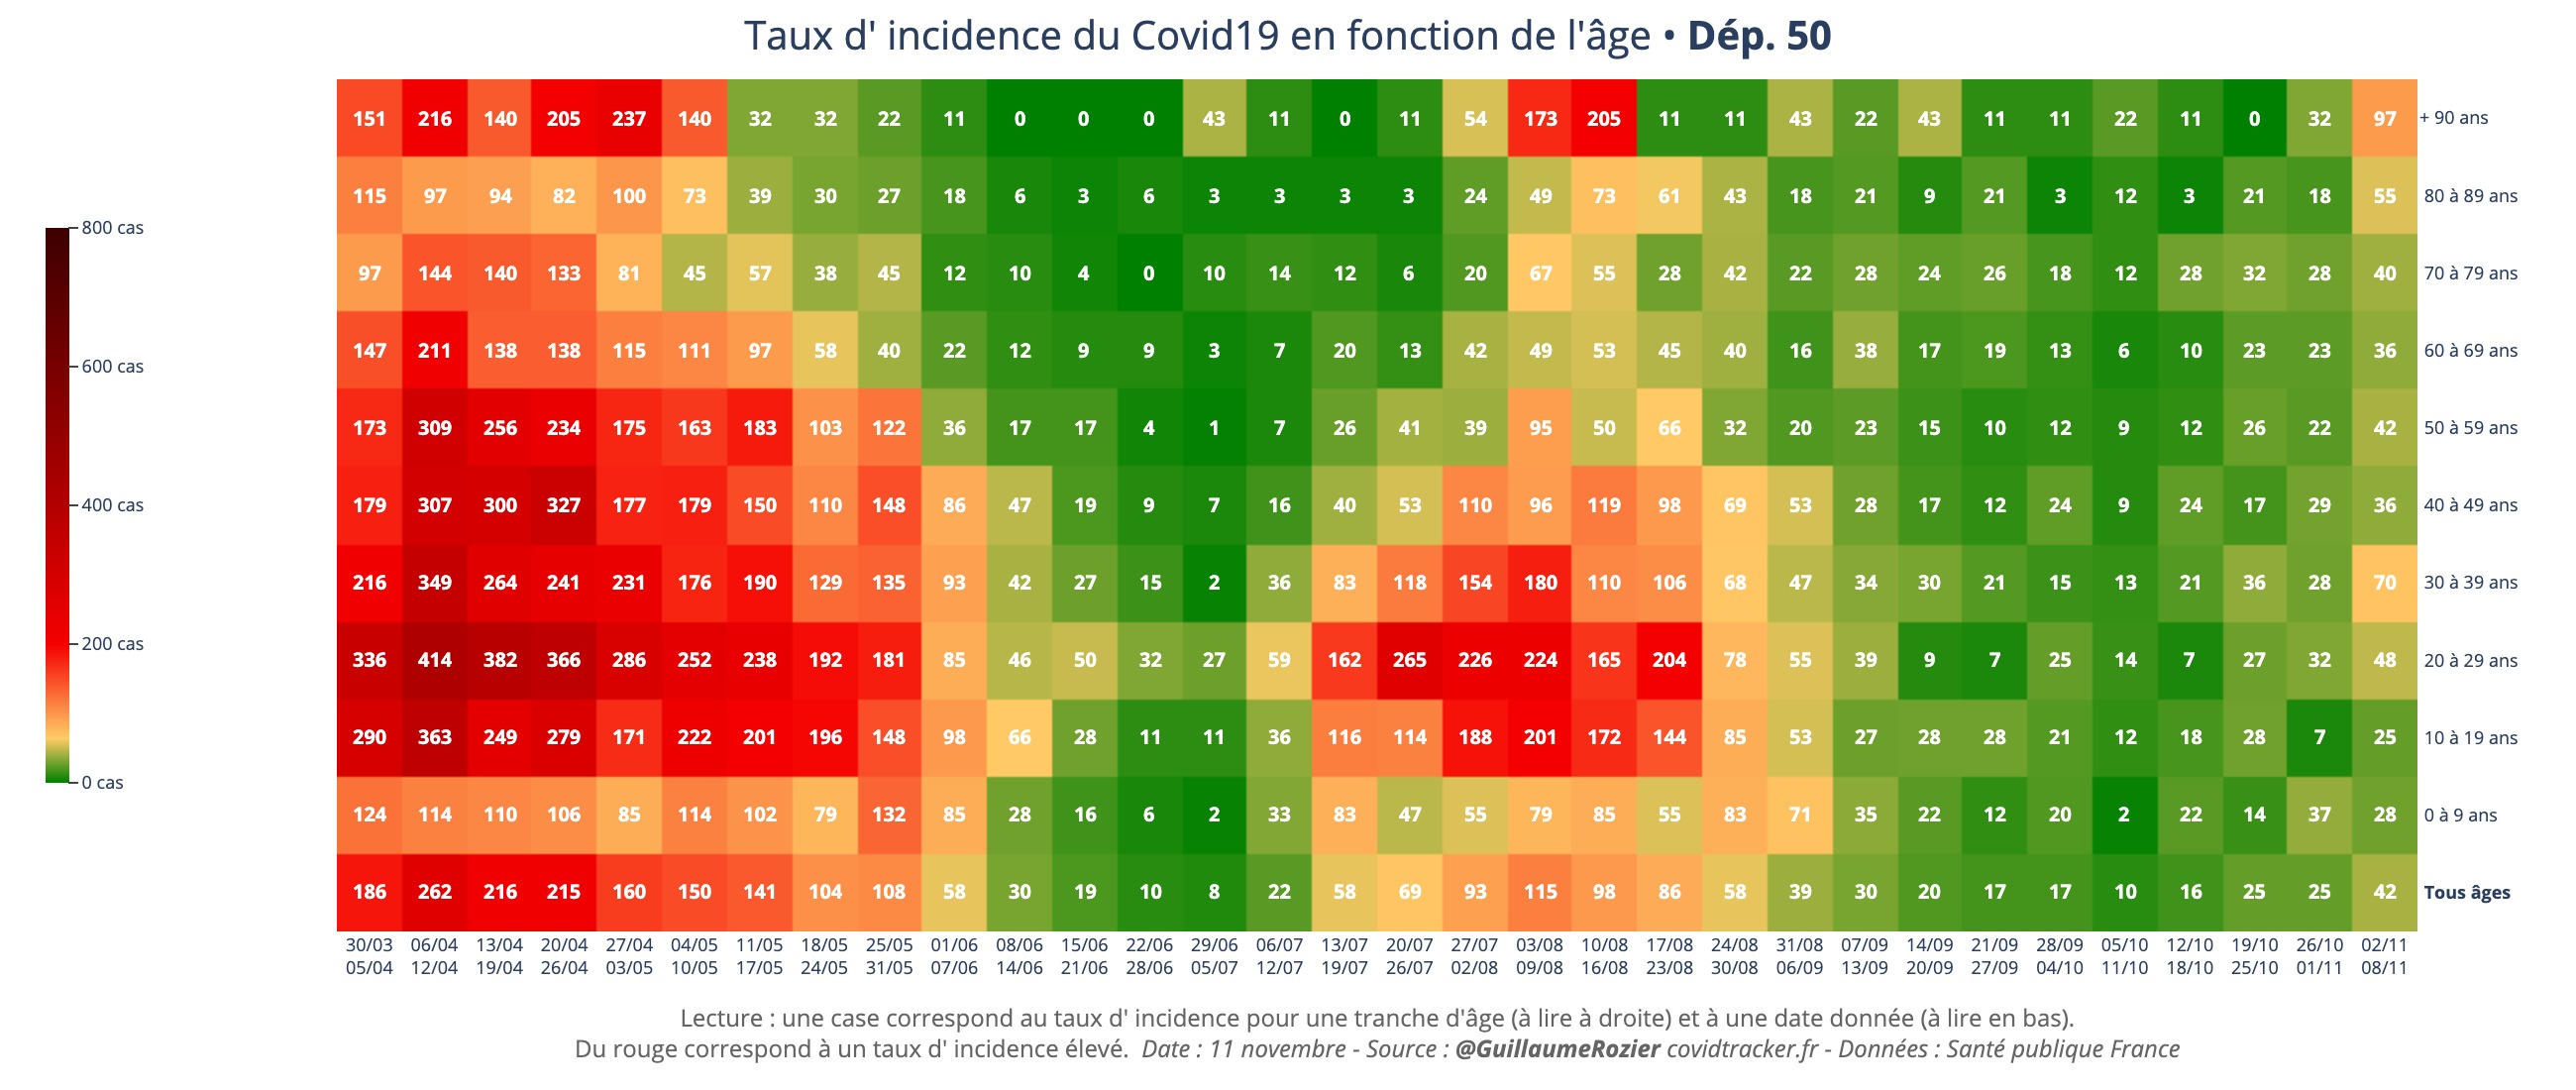 Taux d' incidence du Covid19 en fonction de l'âge • Dép. 50
800 cas
600 cas
400 cas
200 cas
0 cas
151 216 140 205 237 140 32 32 22 11 0 0 0 43 11 0 11 54 173 205 11 11 43 22 43 11 11 22 11 0 32 97 + 90 ans
115 97 94 82 100 73 39 30 27 18 6 3 6 3 3 3 3 24 49 73 61 43 18 21 9 21 3 12 3 21 18 55 80 à 89 ans
97 144 140 133 81 45 57 38 45 12 10 4 0 10 14 12 6 20 67 55 28 42 22 28 24 26 18 12 28 32 28 40 70 à 79 ans
147 211 138 138 115 111 97 58 40 22 12 9 9 3 7 20 13 42 49 53 45 40 16 38 17 19 13 6 10 23 23 36 60 à 69 ans
173 309 256 234 175 163 183 103 122 36 17 17 4 1 7 26 41 39 95 50 66 32 20 23 15 10 12 9 12 26 22 42 50 à 59 ans
179 307 300 327 177 179 150 110 148 86 47 19 9 7 16 40 53 110 96 119 98 69 53 28 17 12 24 9 24 17 29 36 40 à 49 ans
216 349 264 241 231 176 190 129 135 93 42 27 15 2 36 83 118 154 180 110 106 68 47 34 30 21 15 13 21 36 28 70 30 à 39 ans
336 414 382 366 286 252 238 192 181 85 46 50 32 27 59 162 265 226 224 165 204 78 55 39 9 7 25 14 7 27 32 48 20 à 29 ans
290 363 249 279 171 222 201 196 148 98 66 28 11 11 36 116 114 188 201 172 144 85 53 27 28 28 21 12 18 28 7 25 10 à 19 ans
124 114 110 106 85 114 102 79 132 85 28 16 6 2 33 83 47 55 79 85 55 83 71 35 22 12 20 2 22 14 37 28 0 à 9 ans
186 262 216 215 160 150 141 104 108 58 30 19 10 8 22 58 69 93 115 98 86 58 39 30 20 17 17 10 16 25 25 42 Tous âges
30/03 06/04 13/04 20/04 27/04 04/05 11/05 18/05 25/05 01/06 08/06 15/06 22/06 29/06 06/07 13/07 20/07 27/07 03/08 10/08 17/08 24/08 31/08 07/09 14/09 21/09 28/09 05/10 12/10 19/10 26/10 02/11
05/04 12/04 19/04 26/04 03/05 10/05 17/05 24/05 31/05 07/06 14/06 21/06 28/06 05/07 12/07 19/07 26/07 02/08 09/08 16/08 23/08 30/08 06/09 13/09 20/09 27/09 04/10 11/10 18/10 25/10 01/11 08/11
Lecture : une case correspond au taux d' incidence pour une tranche d'âge (à lire à droite) et à une date donnée (à lire en bas).
Du rouge correspond à un taux d' incidence élevé. Date : 11 novembre - Source : @GuillaumeRozier covidtracker.fr - Données : Santé publique France